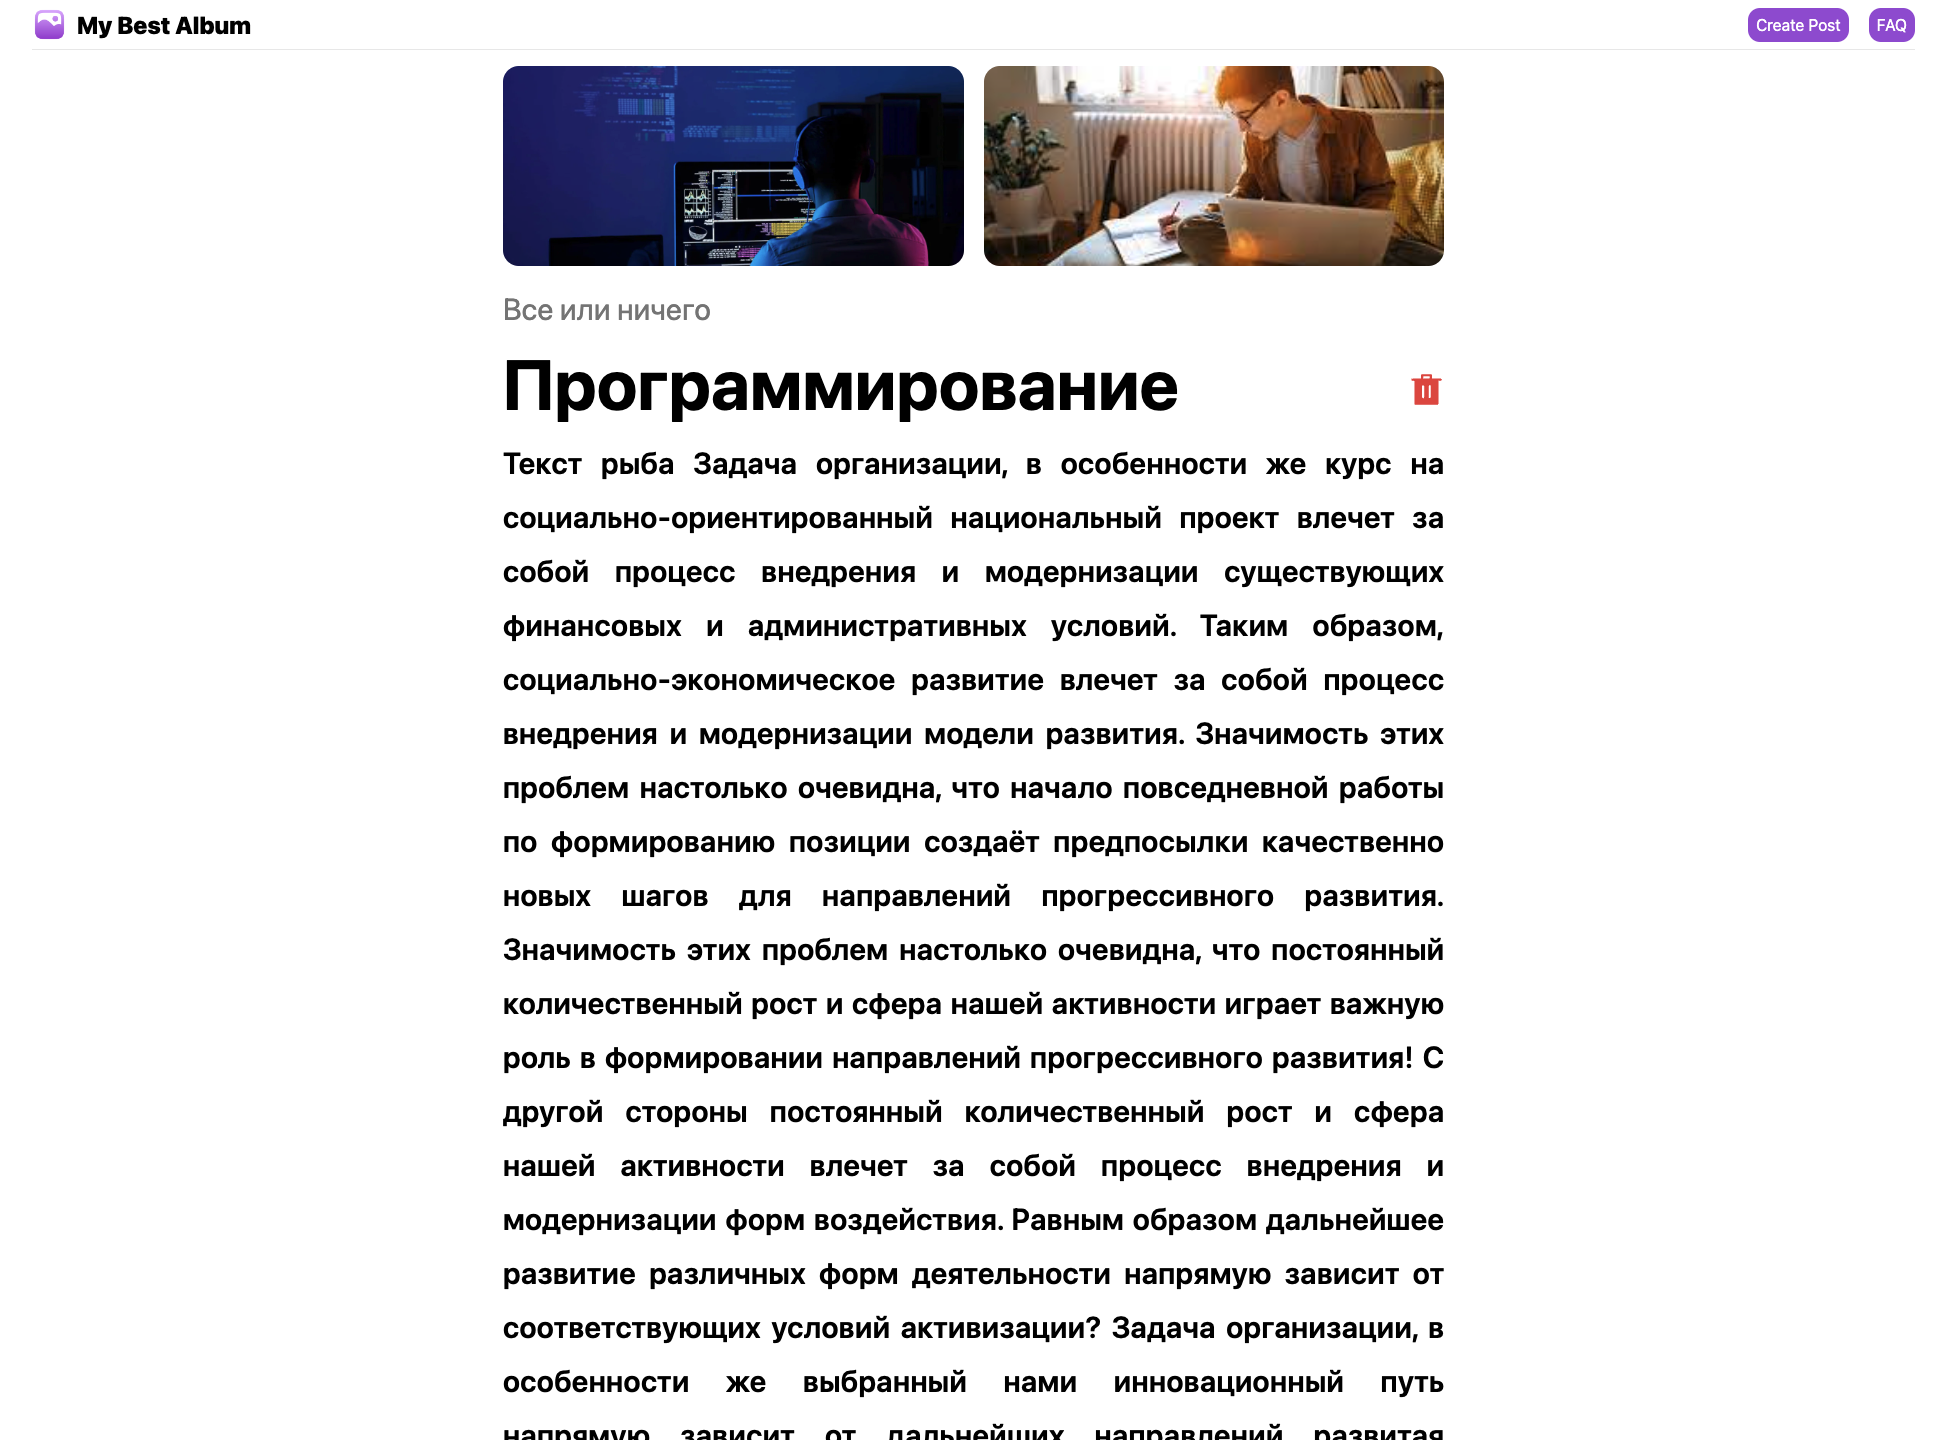 My Best Album
Create Post
FAQ
Все или ничего
Программирование
Текст рыба Задача организации, в особенности же курс на
социально-ориентированный национальный проект влечет за
собой процесс внедрения и модернизации существующих
финансовых и административных условий. Таким образом,
социально-экономическое развитие влечет за собой процесс
внедрения и модернизации модели развития. Значимость этих
проблем настолько очевидна, что начало повседневной работы
по формированию позиции создаёт предпосылки качественно
новых шагов для направлений прогрессивного развития.
Значимость этих проблем настолько очевидна, что постоянный
количественный рост и сфера нашей активности играет важную
роль в формировании направлений прогрессивного развития! С
другой стороны постоянный количественный рост и сфера
нашей активности влечет за собой процесс внедрения и
модернизации форм воздействия. Равным образом дальнейшее
развитие различных форм деятельности напрямую зависит от
соответствующих условий активизации? Задача организации, в
особенности же выбранный нами инновационный путь
напрямую зависит от дальнейших направлений развитая